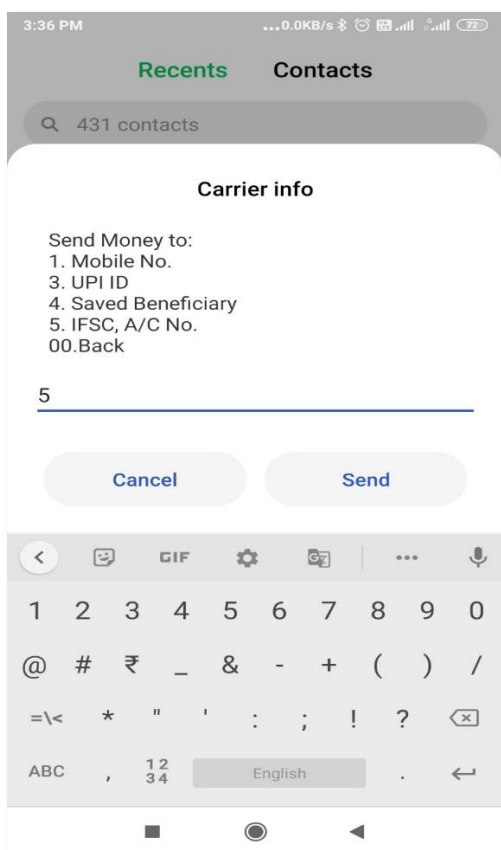 3:36 PM ...0.0KB/s 72
Recents Contacts
431 contacts
Carrier info
Send Money to:
1. Mobile No.
3. UPI ID
4. Saved Beneficiary
5. IFSC, A/C No.
00.Back
5
Cancel Send
GIF
1 2 3 4 5 6 7 8 9 0
@ # ₹ _ & - + ( ) /
=\< * " ' : ; ! ?
ABC , 12 34 English .